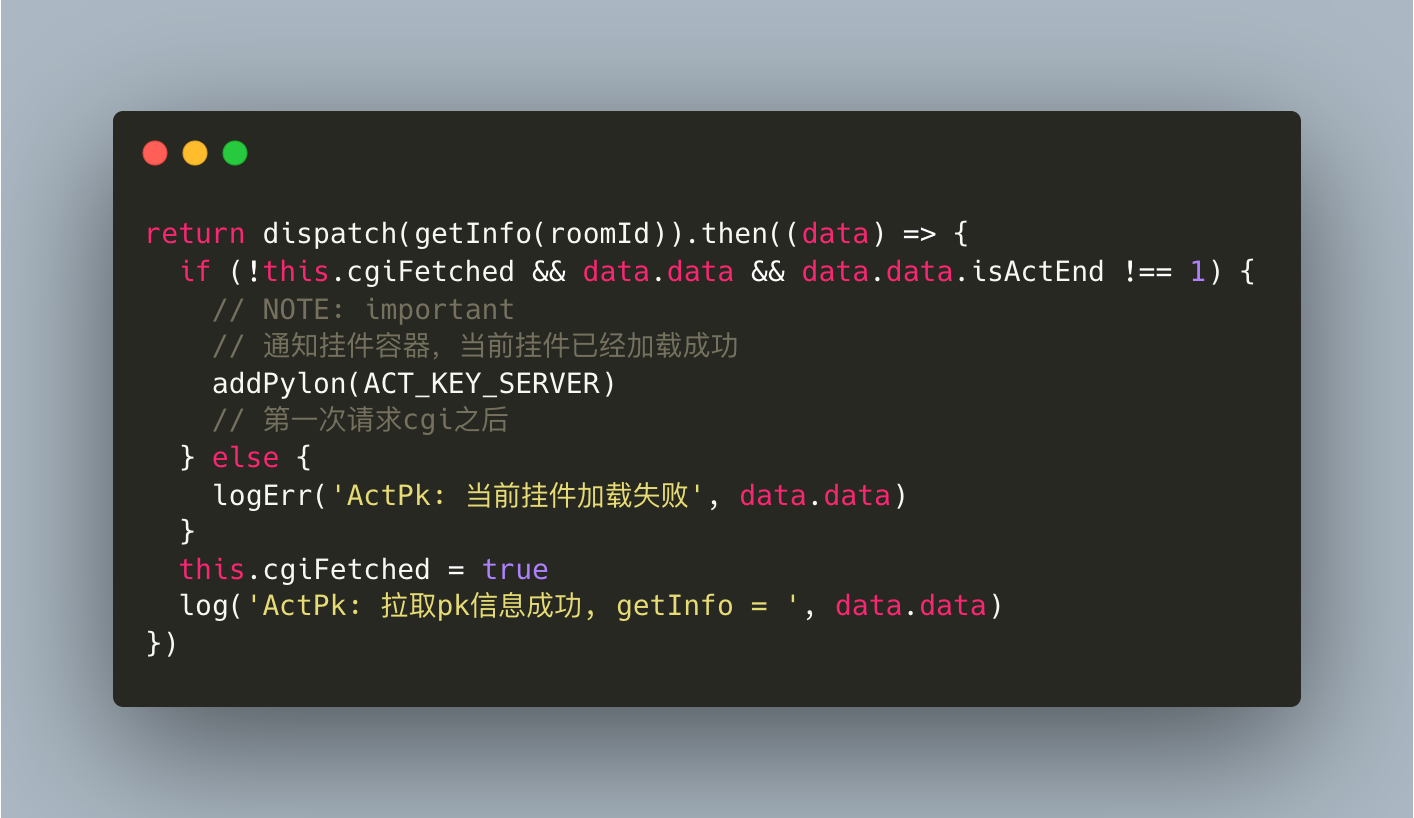 return dispatch(getInfo(roomId)).then((data) => {
  if (!this.cgiFetched && data.data && data.data.isActEnd !== 1) {
    // NOTE: important
    // 通知挂件容器，当前挂件已经加载成功
    addPylon(ACT_KEY_SERVER)
    // 第一次请求cgi之后
  } else {
    logErr('ActPk: 当前挂件加载失败', data.data)
  }
  this.cgiFetched = true
  log('ActPk: 拉取pk信息成功, getInfo = ', data.data)
})